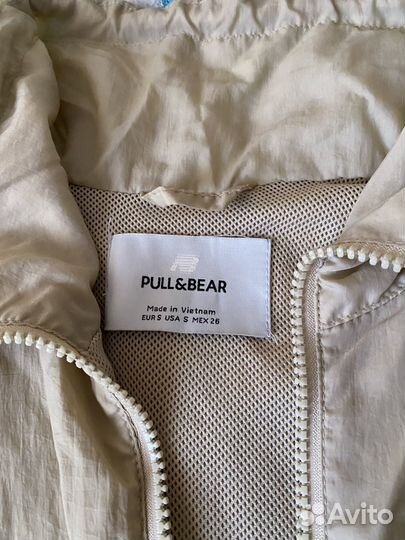 PULL&BEAR
Made in Vietnam
EUR S USA S MEX 26
Avito